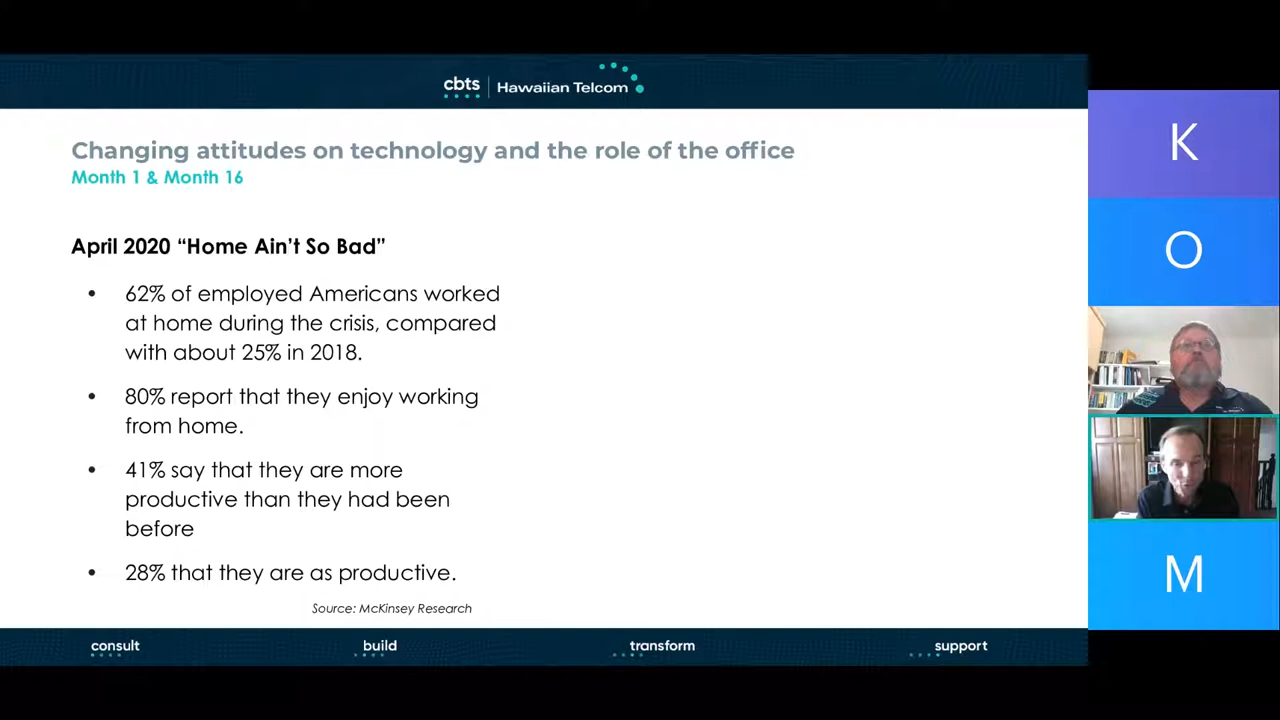 cbts
Hawaiian Telcom
Changing attitudes on technology and the role of the office
Month 1 & Month 16
April 2020 “Home Ain’t So Bad”
• 62% of employed Americans worked
at home during the crisis, compared
with about 25% in 2018.
• 80% report that they enjoy working
from home.
• 41% say that they are more
productive than they had been
before
• 28% that they are as productive.
Source: McKinsey Research
consult
build
transform
support
K
O
M